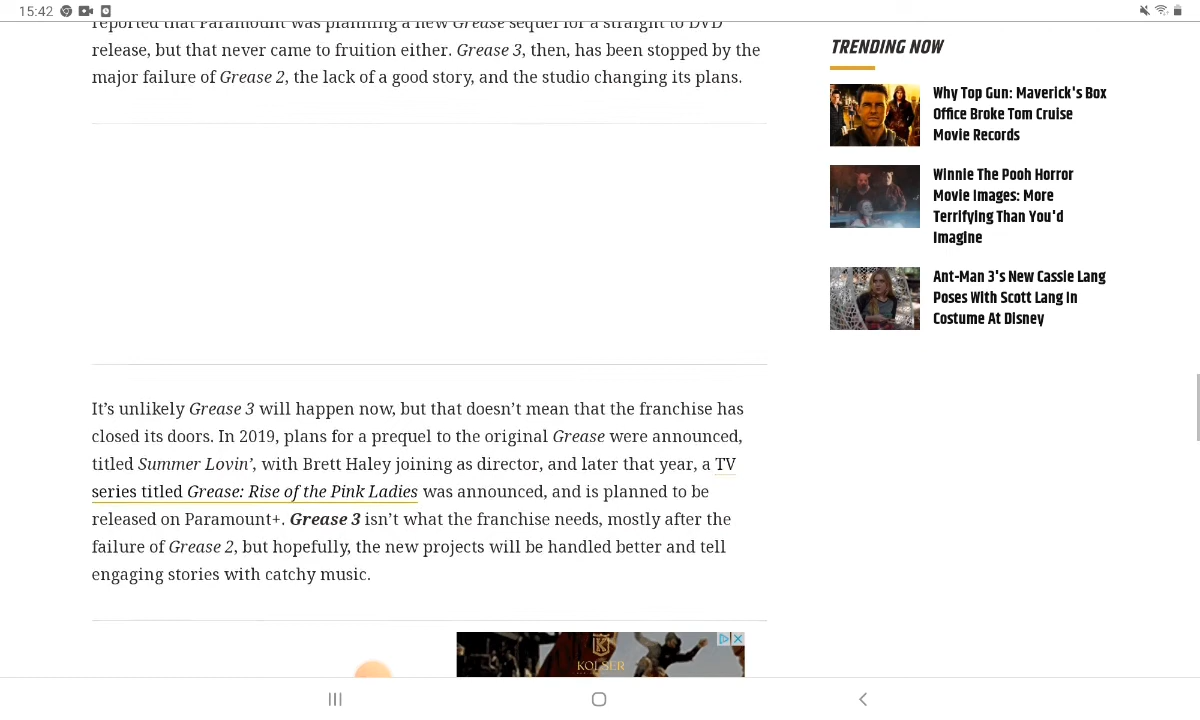 15:42
reported that Paramount was planning a new Grease sequel for a straight to DVD
release, but that never came to fruition either. Grease 3, then, has been stopped by the
major failure of Grease 2, the lack of a good story, and the studio changing its plans.
It’s unlikely Grease 3 will happen now, but that doesn’t mean that the franchise has
closed its doors. In 2019, plans for a prequel to the original Grease were announced,
titled Summer Lovin’, with Brett Haley joining as director, and later that year, a TV
series titled Grease: Rise of the Pink Ladies was announced, and is planned to be
released on Paramount+. Grease 3 isn’t what the franchise needs, mostly after the
failure of Grease 2, but hopefully, the new projects will be handled better and tell
engaging stories with catchy music.
K
KOLSER
TRENDING NOW
Why Top Gun: Maverick's Box
Office Broke Tom Cruise
Movie Records
Winnie The Pooh Horror
Movie Images: More
Terrifying Than You'd
Imagine
Ant-Man 3's New Cassie Lang
Poses With Scott Lang In
Costume At Disney